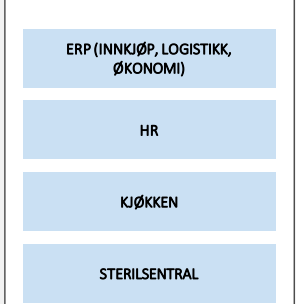 ERP (INNKJØP, LOGISTIKK,
ØKONOMI)
HR
KJØKKEN
STERILSENTRAL